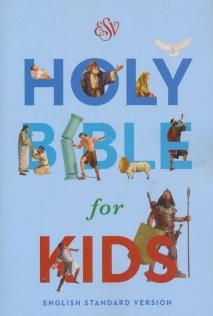 ESV
HOLY
BIBLE
for
KIDS
ENGLISH STANDARD VERSION